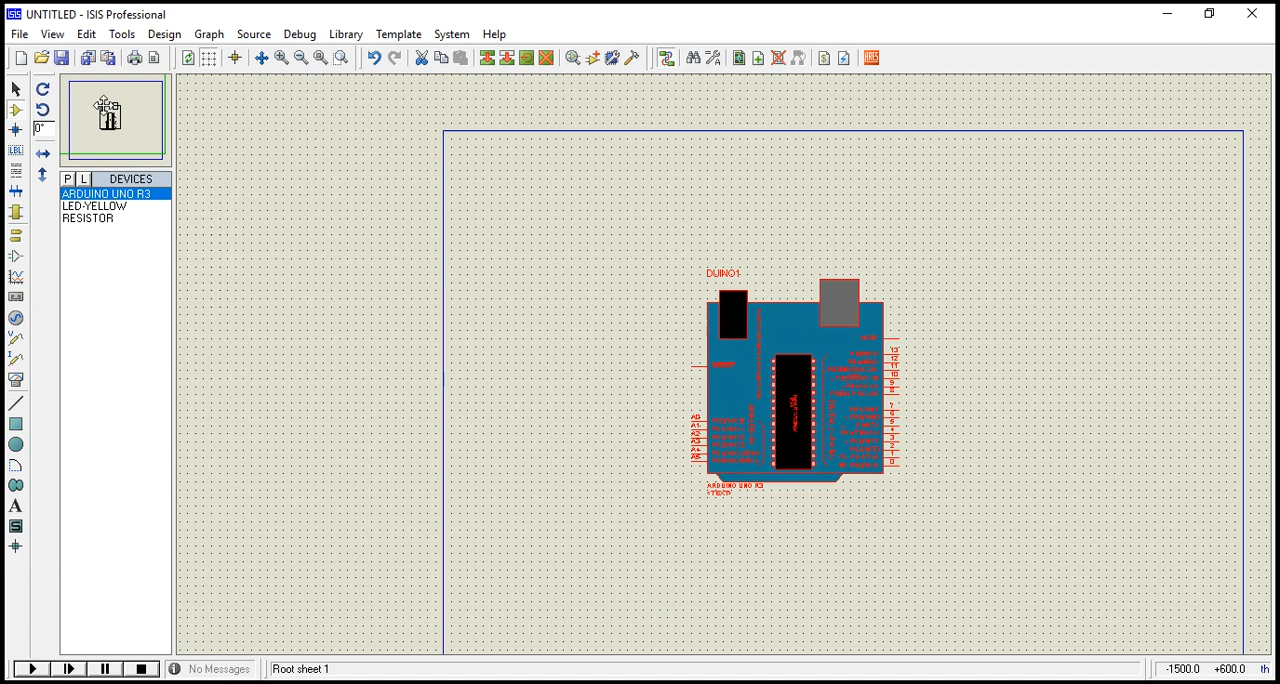 UNTITLED - ISIS Professional
File View Edit Tools Design Graph Source Debug Library Template System Help
ARES
0°
LBL
P L DEVICES
ARDUINO UNO R3
LED-YELLOW
RESISTOR
DUINO1
13
12
11
10
9
8
7
6
5
4
3
2
1
0
A0
A1
A2
A3
A4
A5
ARDUINO UNO R3
<TEXT>
A
S
No Messages Root sheet 1 -1500.0 +600.0 th